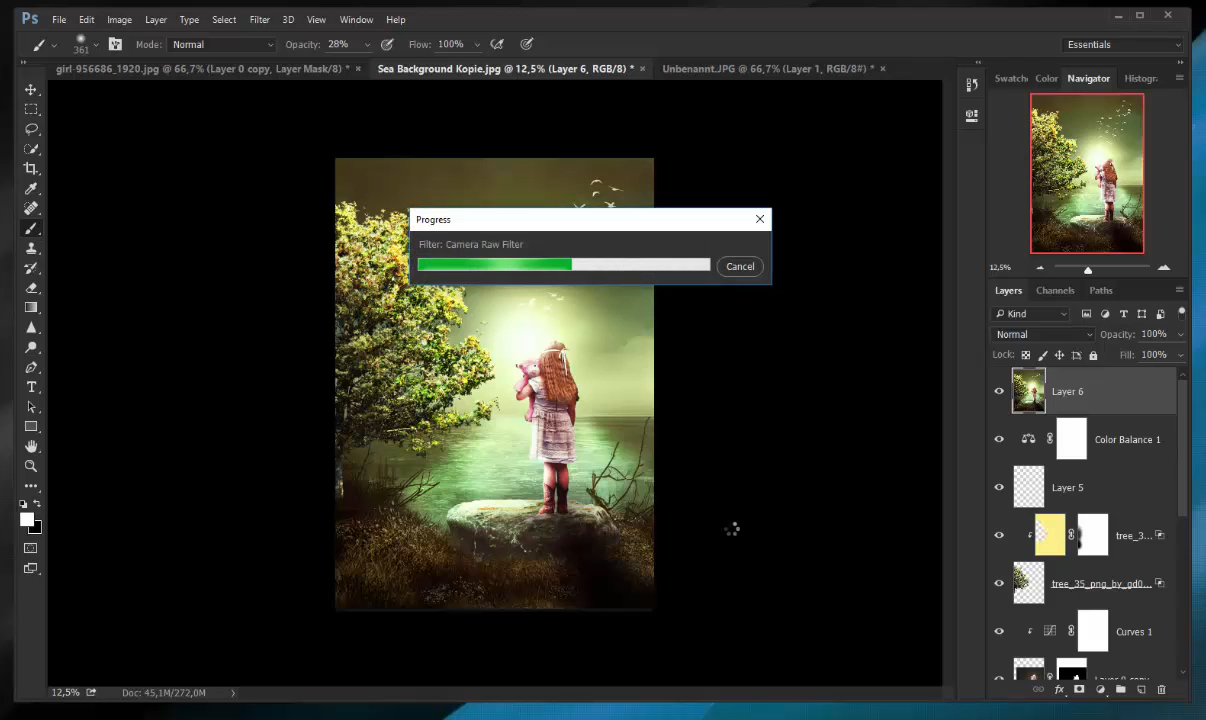 Ps File Edit Image Layer Type Select Filter 3D View Window Help
361 Mode: Normal Opacity: 28% Flow: 100% Essentials
girl-956686_1920.jpg @ 66,7% (Layer 0 copy, Layer Mask/8) * × Sea Background Kopie.jpg @ 12,5% (Layer 6, RGB/8) * × Unbenannt.JPG @ 66,7% (Layer 1, RGB/8#) * ×
Swatch Color Navigator Histogr
Progress
Filter: Camera Raw Filter
Cancel
12,5%
Layers Channels Paths
Kind
Normal Opacity: 100%
Lock: Fill: 100%
Layer 6
Color Balance 1
Layer 5
tree_3...
tree_35_png_by_gd0...
Curves 1
Layer 0 copy
fx
12,5% Doc: 45,1M/272,0M